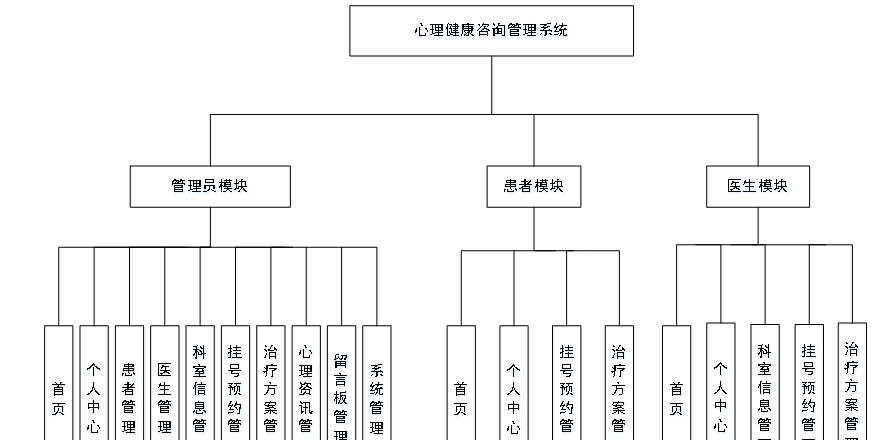 心理健康咨询管理系统
管理员模块
患者模块
医生模块
首页
个人中心
患者管理
医生管理
科室信息管
挂号预约管
治疗方案管
心理资讯管
留言板管理
系统管理
首页
个人中心
挂号预约管
治疗方案管
首页
个人中心
科室信息管
挂号预约管
治疗方案管